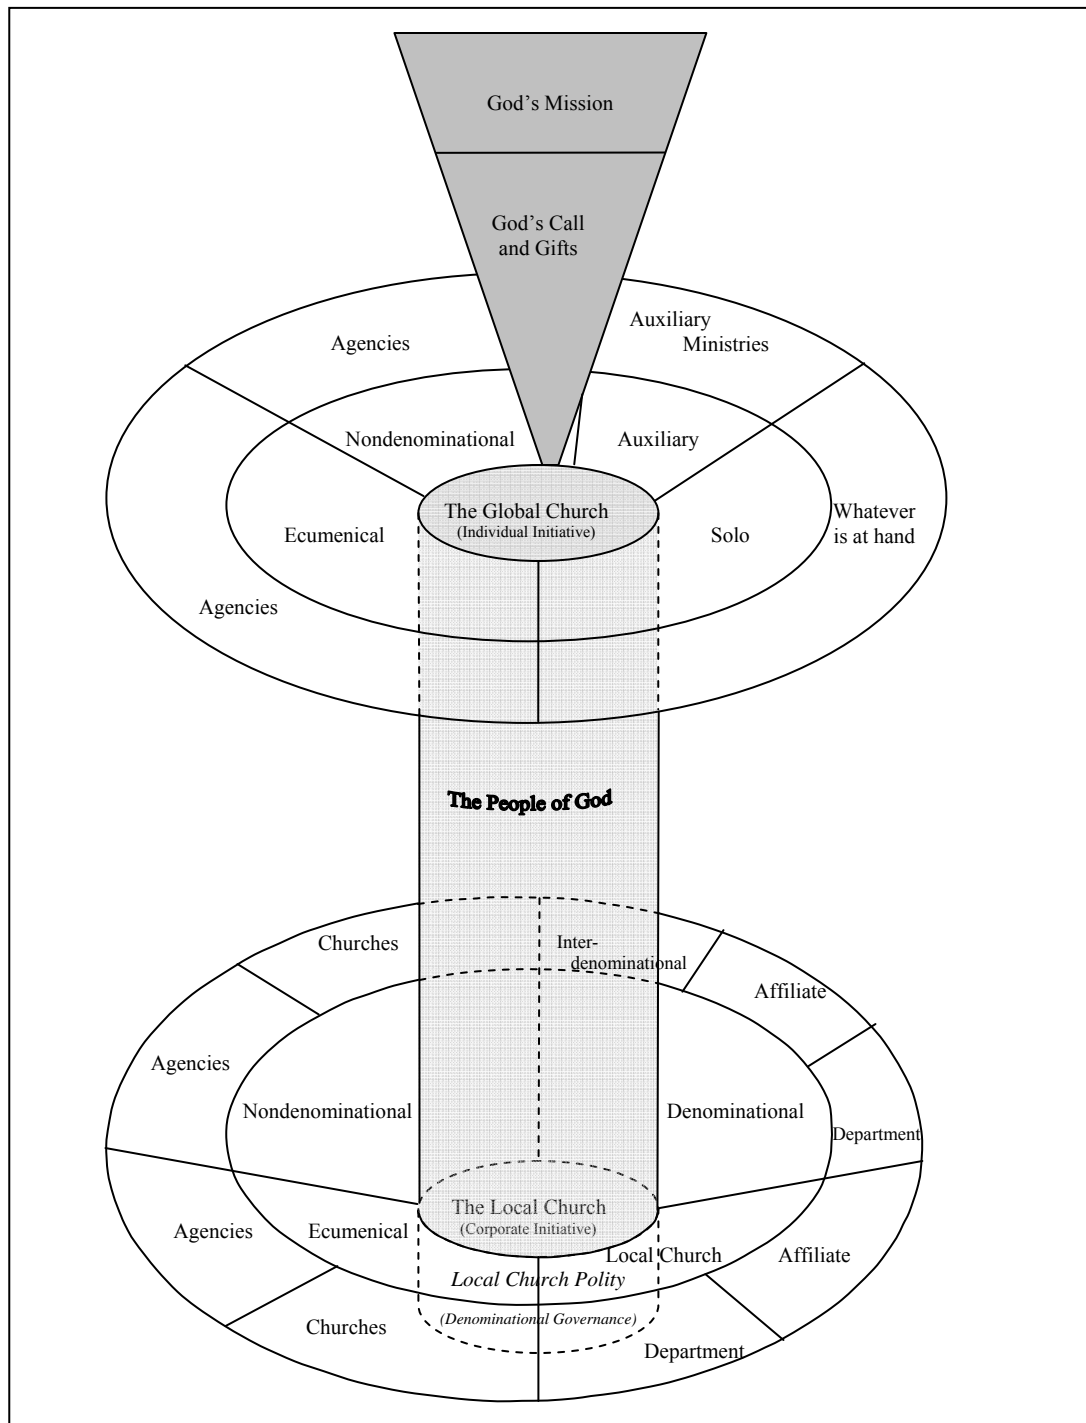 God's Mission
God's Call
and Gifts
Agencies
Auxiliary
Ministries
Nondenominational
Auxiliary
The Global Church
(Individual Initiative)
Ecumenical
Solo
Whatever
is at hand
Agencies
The People of God
Churches
Inter-
denominational
Affiliate
Agencies
Nondenominational
Denominational
Department
The Local Church
(Corporate Initiative)
Agencies
Ecumenical
Local Church
Affiliate
Local Church Polity
(Denominational Governance)
Churches
Department